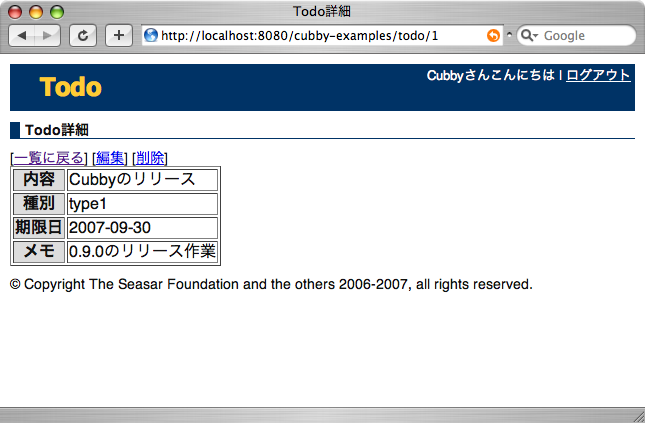 Todo詳細
http://localhost:8080/cubby-examples/todo/1
Google
Todo
Cubbyさんこんにちは | ログアウト
Todo詳細
[一覧に戻る] [編集] [削除]
内容 Cubbyのリリース
種別 type1
期限日 2007-09-30
メモ 0.9.0のリリース作業
© Copyright The Seasar Foundation and the others 2006-2007, all rights reserved.